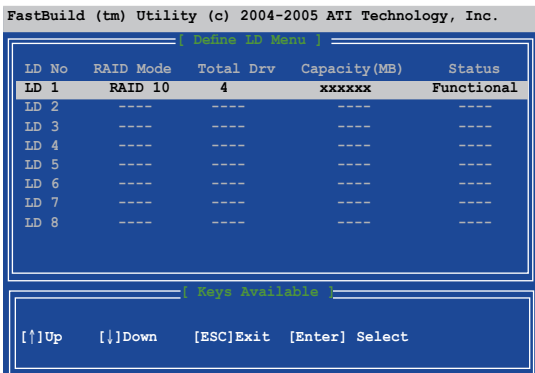 FastBuild (tm) Utility (c) 2004-2005 ATI Technology, Inc.
[ Define LD Menu ]
LD No RAID Mode Total Drv Capacity(MB) Status
LD 1 RAID 10 4 xxxxxx Functional
LD 2 ---- ---- ---- ----
LD 3 ---- ---- ---- ----
LD 4 ---- ---- ---- ----
LD 5 ---- ---- ---- ----
LD 6 ---- ---- ---- ----
LD 7 ---- ---- ---- ----
LD 8 ---- ---- ---- ----
[ Keys Available ]
[↑]Up [↓]Down [ESC]Exit [Enter] Select